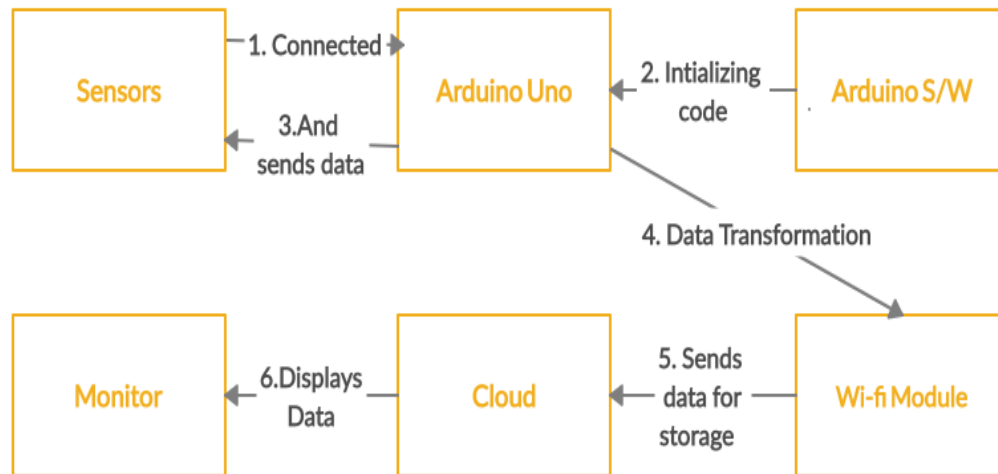 Sensors
1. Connected
Arduino Uno
2. Intializing
code
Arduino S/W
3.And
sends data
4. Data Transformation
Monitor
6.Displays
Data
Cloud
5. Sends
data for
storage
Wi-fi Module